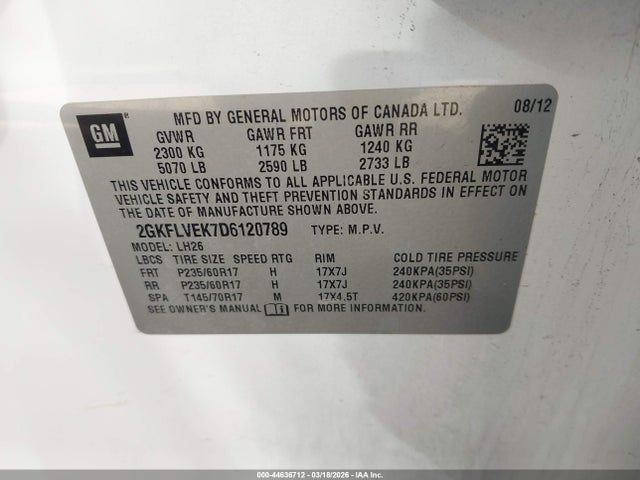 GM
MFD BY GENERAL MOTORS OF CANADA LTD. 08/12
GVWR GAWR FRT GAWR RR
2300 KG 1175 KG 1240 KG
5070 LB 2590 LB 2733 LB
THIS VEHICLE CONFORMS TO ALL APPLICABLE U.S. FEDERAL MOTOR
VEHICLE SAFETY AND THEFT PREVENTION STANDARDS IN EFFECT ON
THE DATE OF MANUFACTURE SHOWN ABOVE.
2GKFLVEK7D6120789 TYPE: M.P.V.
MODEL: LH26
LBCS TIRE SIZE SPEED RTG RIM COLD TIRE PRESSURE
FRT P235/60R17 H 17X7J 240KPA(35PSI)
RR P235/60R17 H 17X7J 240KPA(35PSI)
SPA T145/70R17 M 17X4.5T 420KPA(60PSI)
SEE OWNER'S MANUAL FOR MORE INFORMATION.
000-44636712 | 03/18/2026 - Copyright IAA, Inc.